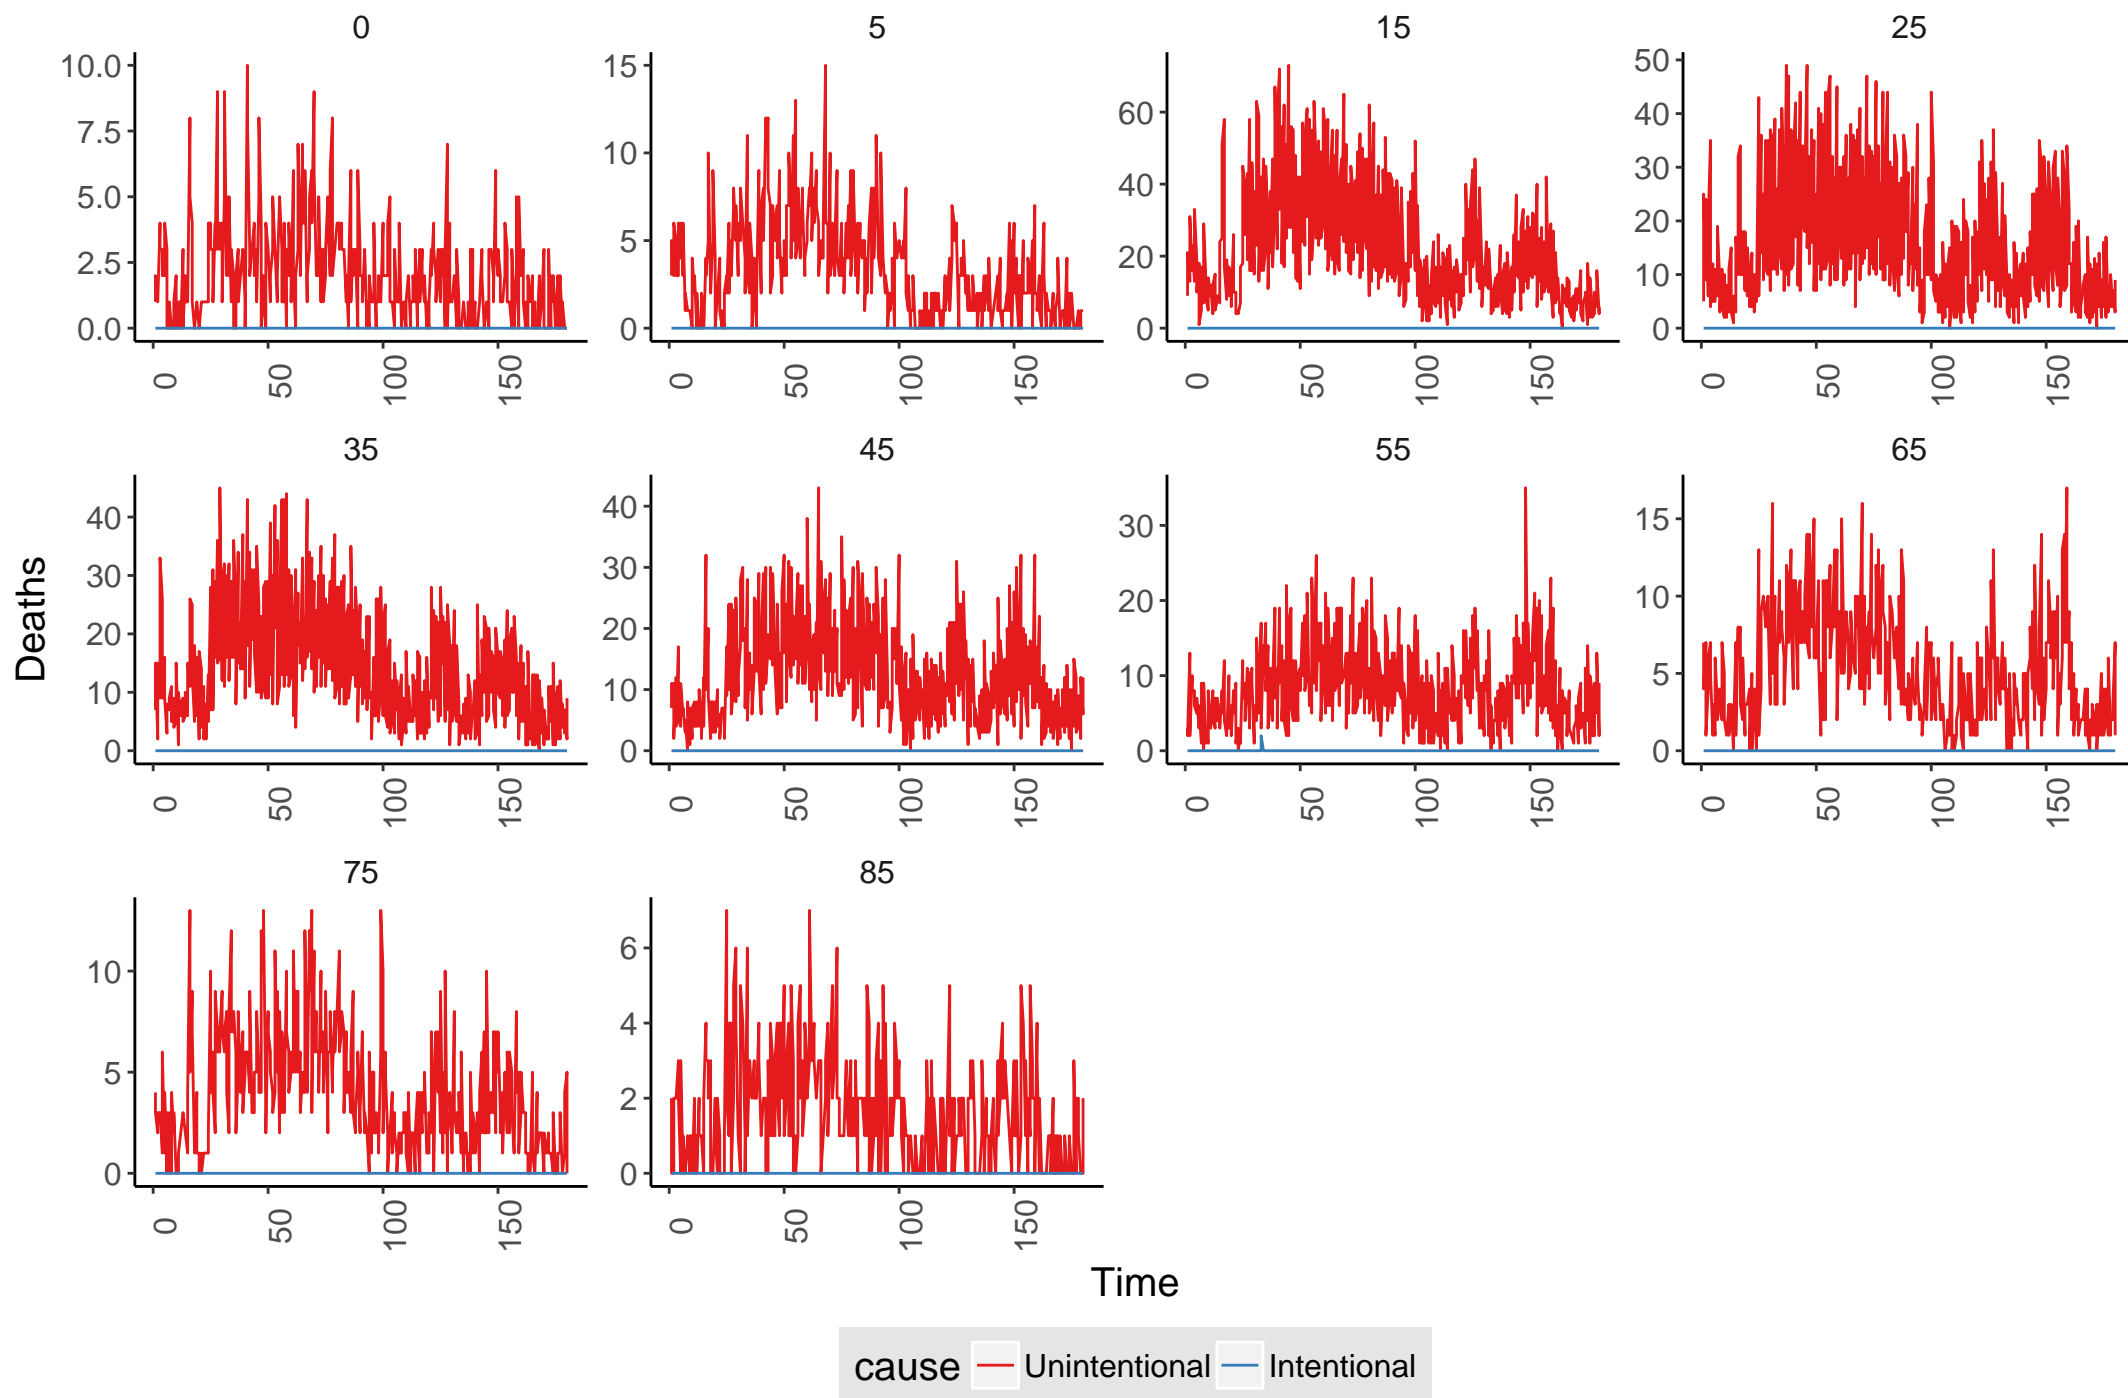 0 5 15 25
10.0 7.5 5.0 2.5 0.0
15 10 5 0
60 40 20 0
50 40 30 20 10 0
0 50 100 150 0 50 100 150 0 50 100 150 0 50 100 150
35 45 55 65
Deaths
40 30 20 10 0
40 30 20 10 0
30 20 10 0
15 10 5 0
0 50 100 150 0 50 100 150 0 50 100 150 0 50 100 150
75 85
10 5 0
6 4 2 0
0 50 100 150 0 50 100 150
Time
cause Unintentional Intentional